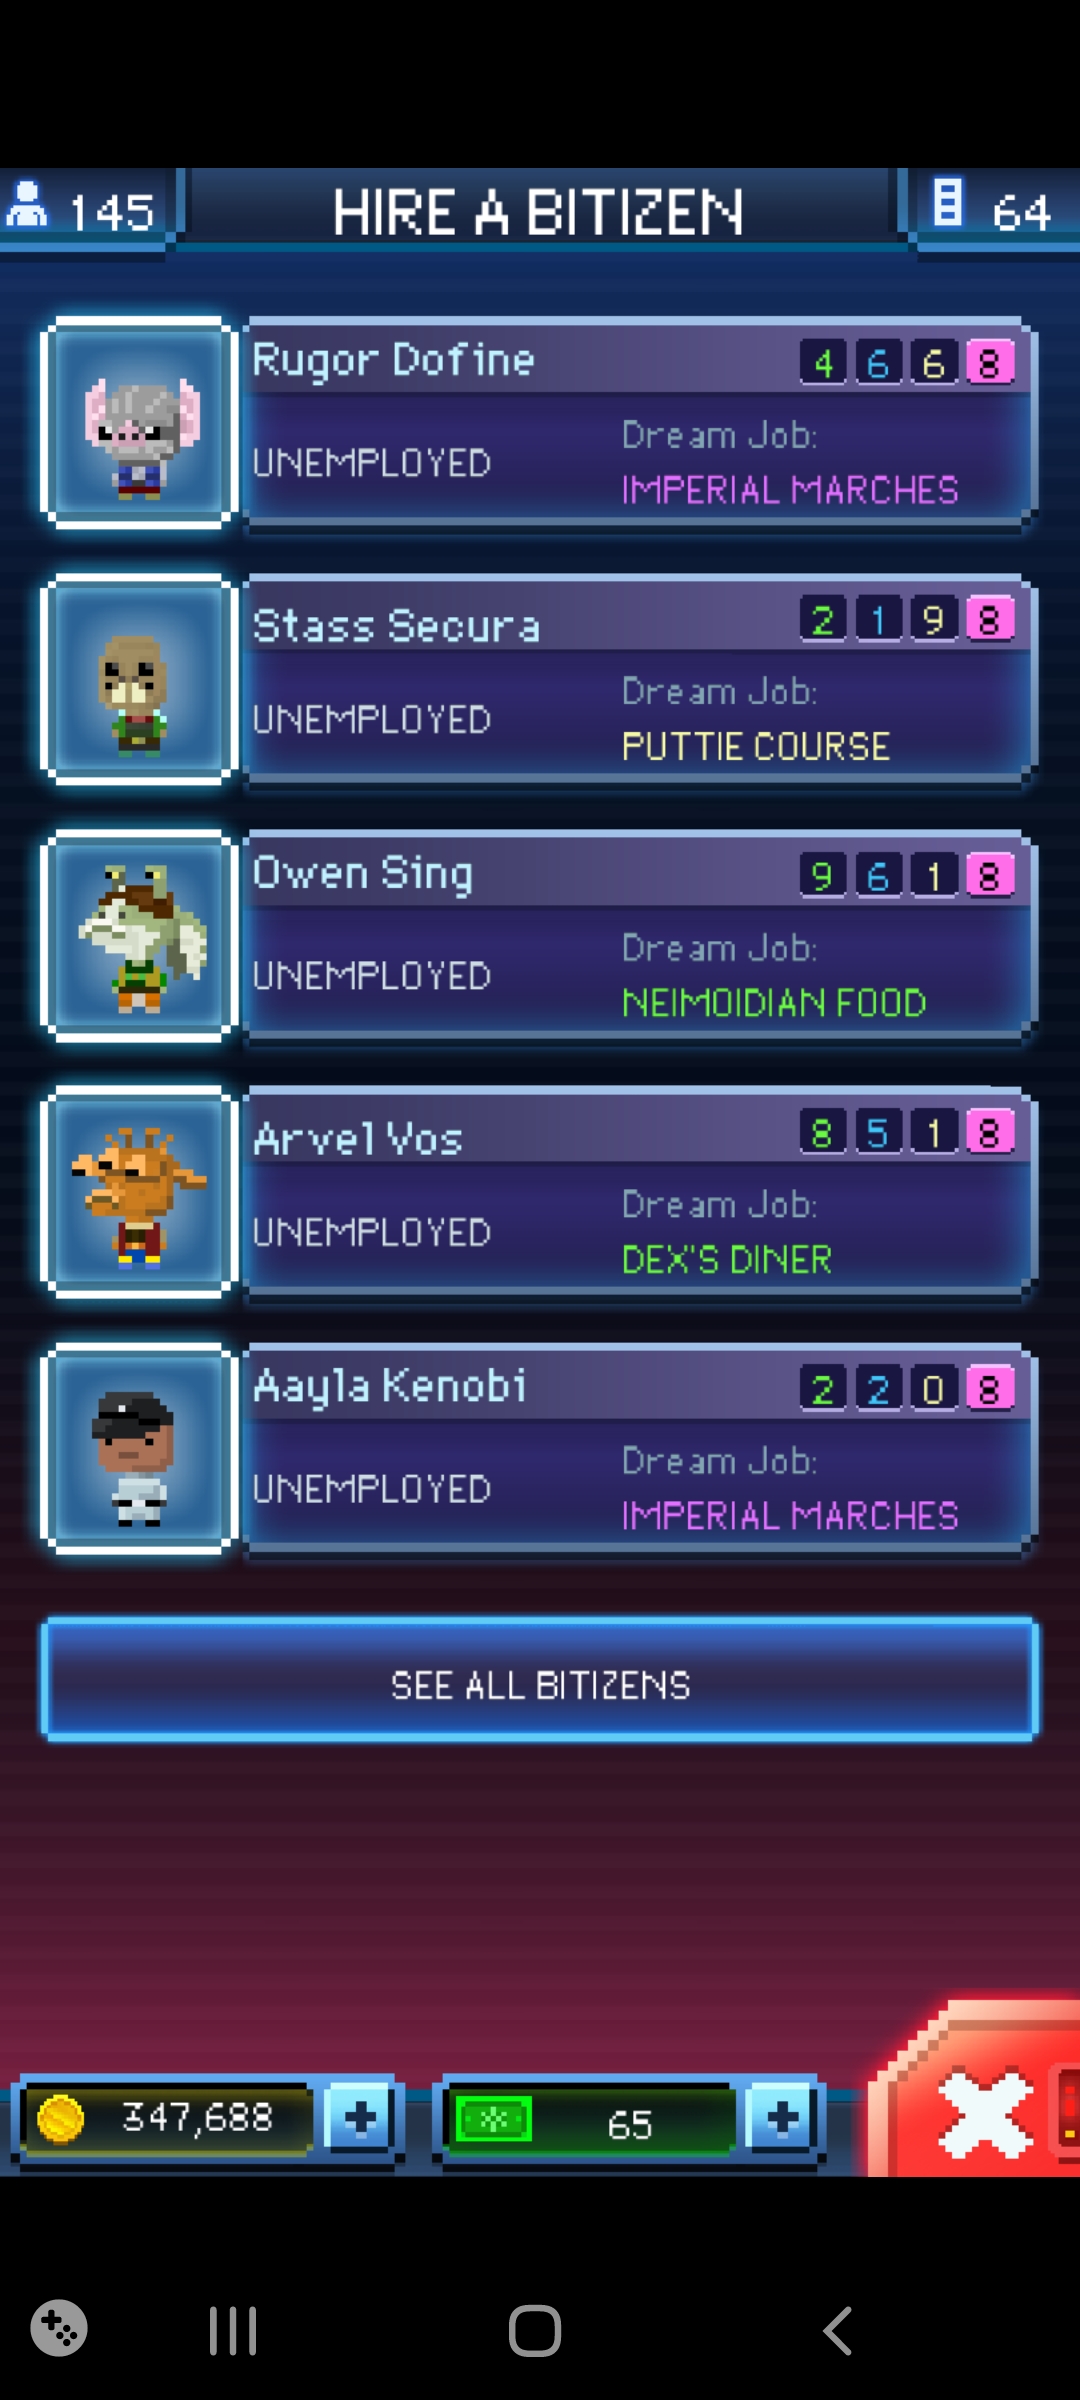 145
HIRE A BITIZEN
64
Rugor Dofine
4 6 6 8
UNEMPLOYED
Dream Job:
IMPERIAL MARCHES
Stass Secura
2 1 9 8
UNEMPLOYED
Dream Job:
PUTTIE COURSE
Owen Sing
9 6 1 8
UNEMPLOYED
Dream Job:
NEIMOIDIAN FOOD
Arvel Vos
8 5 1 8
UNEMPLOYED
Dream Job:
DEX'S DINER
Aayla Kenobi
2 2 0 8
UNEMPLOYED
Dream Job:
IMPERIAL MARCHES
SEE ALL BITIZENS
347,688
65